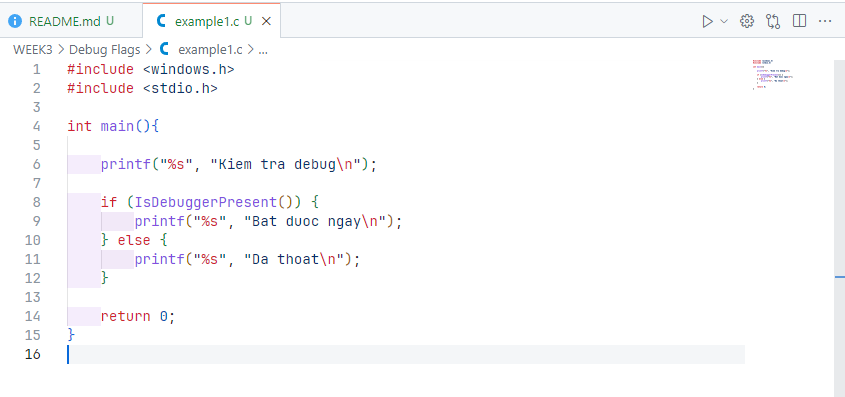 README.md U
example1.c U
WEEK3 > Debug Flags > example1.c > ...
1 #include <windows.h>
2 #include <stdio.h>
3
4 int main(){
5
6     printf("%s", "Kiem tra debug\n");
7
8     if (IsDebuggerPresent()) {
9         printf("%s", "Bat duoc ngay\n");
10     } else {
11         printf("%s", "Da thoat\n");
12     }
13
14     return 0;
15 }
16